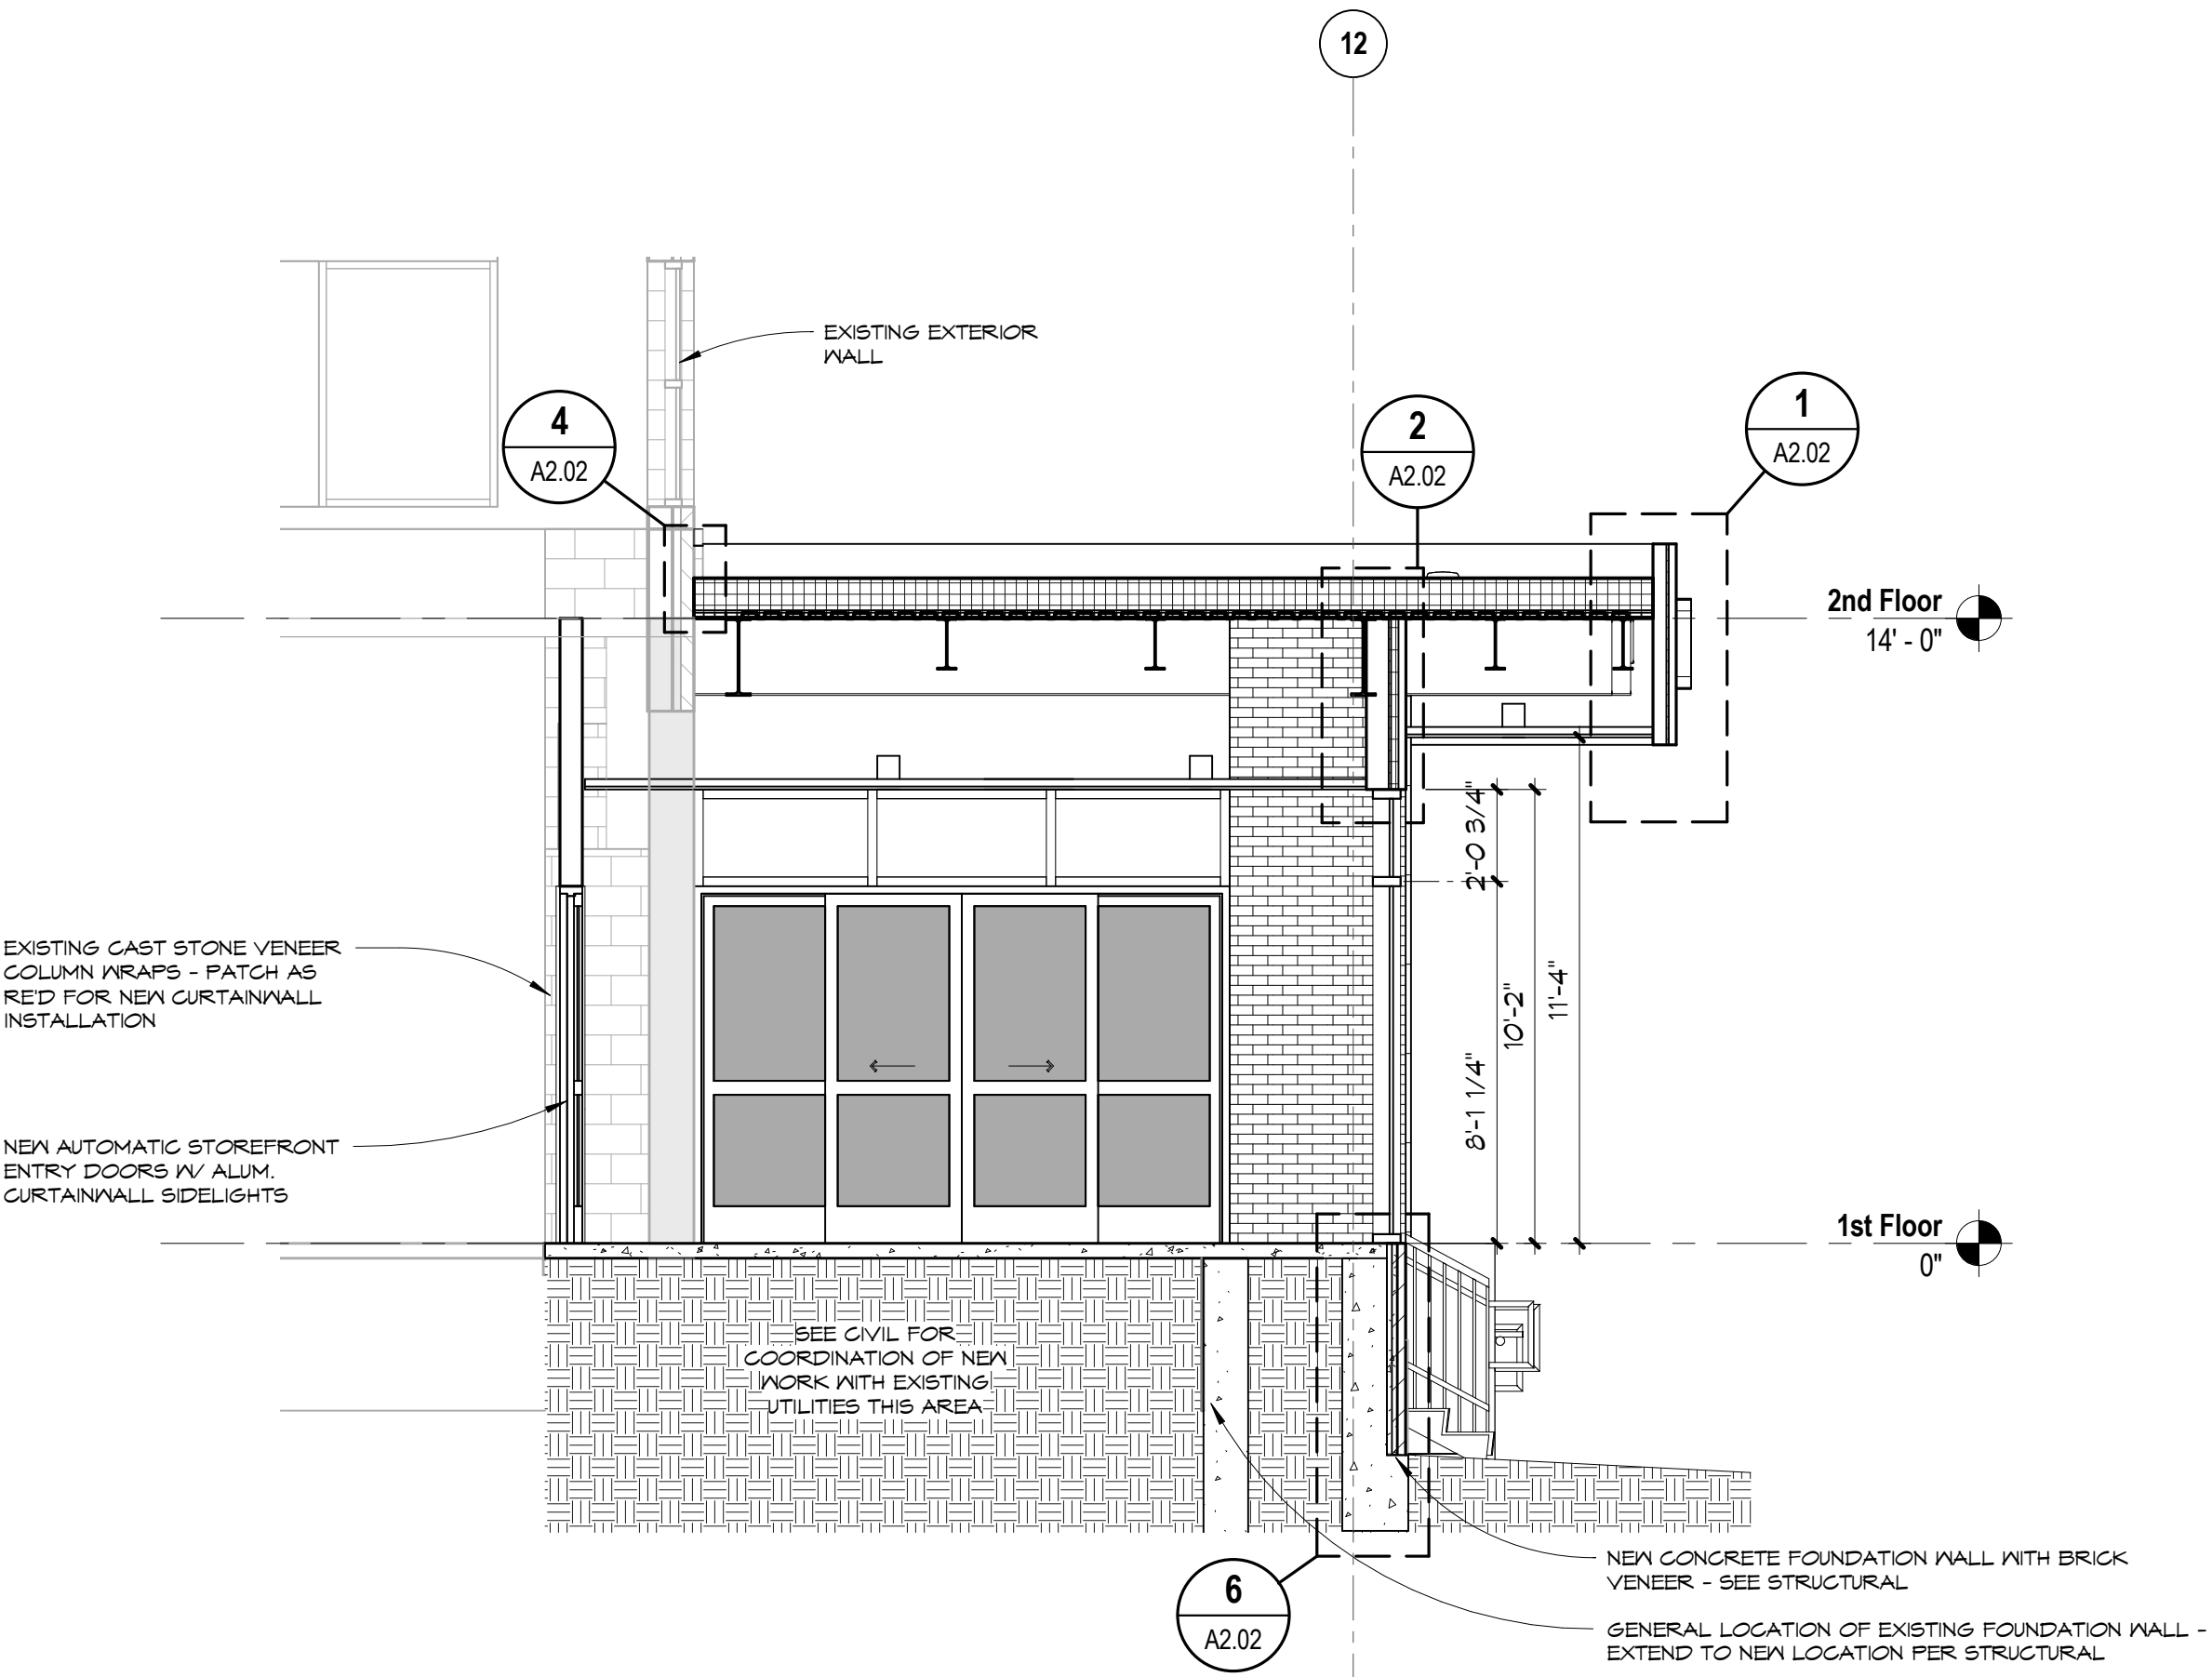 12
EXISTING EXTERIOR
WALL
4
A2.02
2
A2.02
1
A2.02
2nd Floor
14' - 0"
2'-0 3/4"
EXISTING CAST STONE VENEER
COLUMN WRAPS - PATCH AS
RE'D FOR NEW CURTAINWALL
INSTALLATION
10'-2"
11'-4"
8'-1 1/4"
NEW AUTOMATIC STOREFRONT
ENTRY DOORS W/ ALUM.
CURTAINWALL SIDELIGHTS
1st Floor
0"
SEE CIVIL FOR
COORDINATION OF NEW
WORK WITH EXISTING
UTILITIES THIS AREA
6
A2.02
NEW CONCRETE FOUNDATION WALL WITH BRICK
VENEER - SEE STRUCTURAL
GENERAL LOCATION OF EXISTING FOUNDATION WALL -
EXTEND TO NEW LOCATION PER STRUCTURAL